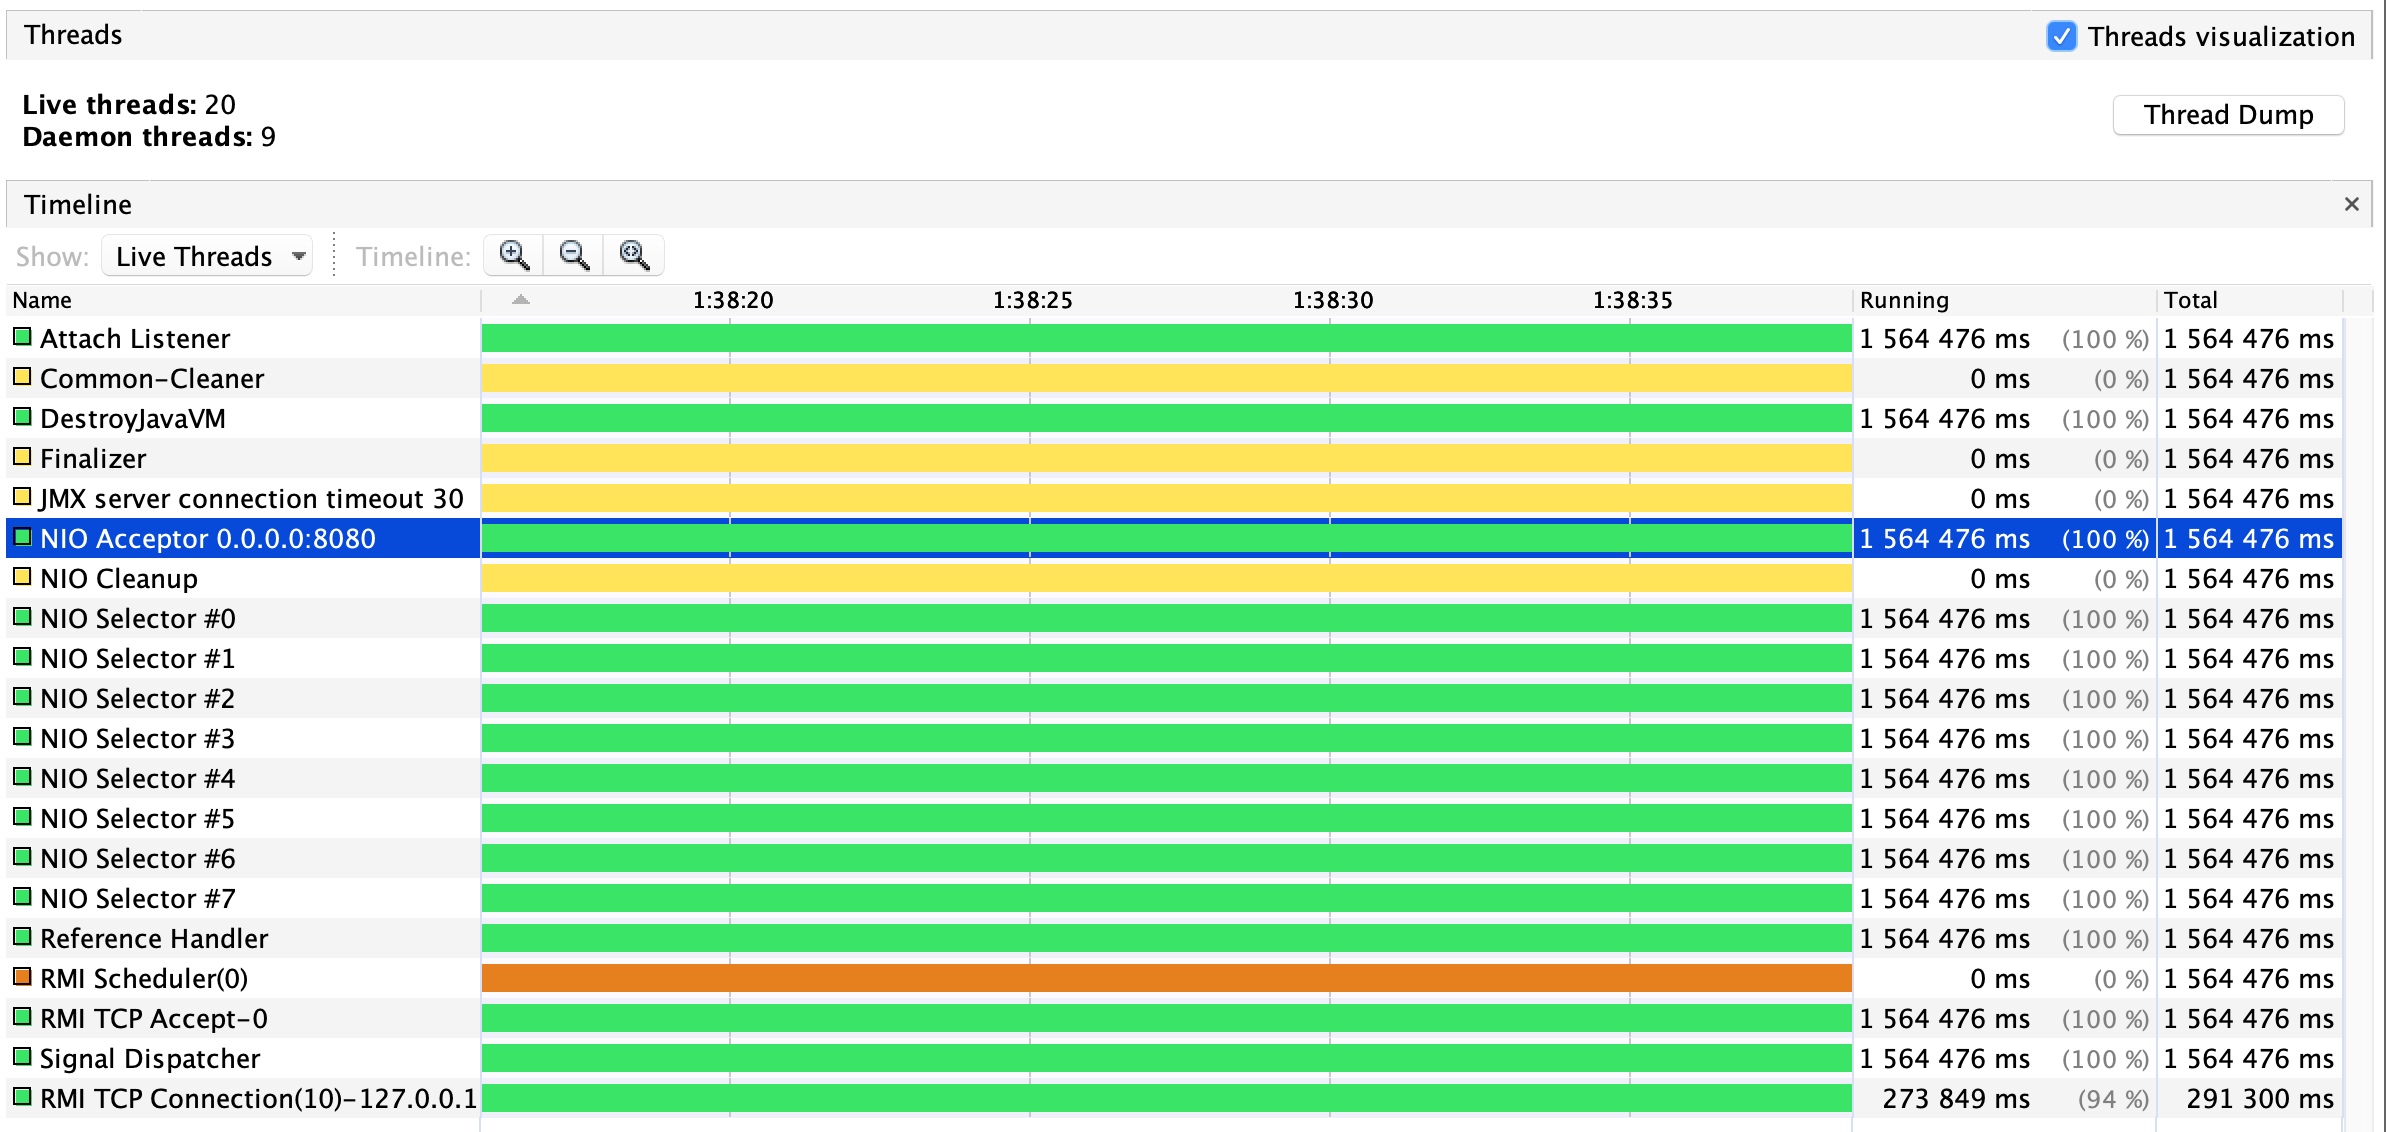 Threads
Threads visualization
Live threads: 20
Daemon threads: 9
Thread Dump
Timeline
Show: Live Threads Timeline:
Name 1:38:20 1:38:25 1:38:30 1:38:35 Running Total
Attach Listener 1 564 476 ms (100 %) 1 564 476 ms
Common-Cleaner 0 ms (0 %) 1 564 476 ms
DestroyJavaVM 1 564 476 ms (100 %) 1 564 476 ms
Finalizer 0 ms (0 %) 1 564 476 ms
JMX server connection timeout 30 0 ms (0 %) 1 564 476 ms
NIO Acceptor 0.0.0.0:8080 1 564 476 ms (100 %) 1 564 476 ms
NIO Cleanup 0 ms (0 %) 1 564 476 ms
NIO Selector #0 1 564 476 ms (100 %) 1 564 476 ms
NIO Selector #1 1 564 476 ms (100 %) 1 564 476 ms
NIO Selector #2 1 564 476 ms (100 %) 1 564 476 ms
NIO Selector #3 1 564 476 ms (100 %) 1 564 476 ms
NIO Selector #4 1 564 476 ms (100 %) 1 564 476 ms
NIO Selector #5 1 564 476 ms (100 %) 1 564 476 ms
NIO Selector #6 1 564 476 ms (100 %) 1 564 476 ms
NIO Selector #7 1 564 476 ms (100 %) 1 564 476 ms
Reference Handler 1 564 476 ms (100 %) 1 564 476 ms
RMI Scheduler(0) 0 ms (0 %) 1 564 476 ms
RMI TCP Accept-0 1 564 476 ms (100 %) 1 564 476 ms
Signal Dispatcher 1 564 476 ms (100 %) 1 564 476 ms
RMI TCP Connection(10)-127.0.0.1 273 849 ms (94 %) 291 300 ms